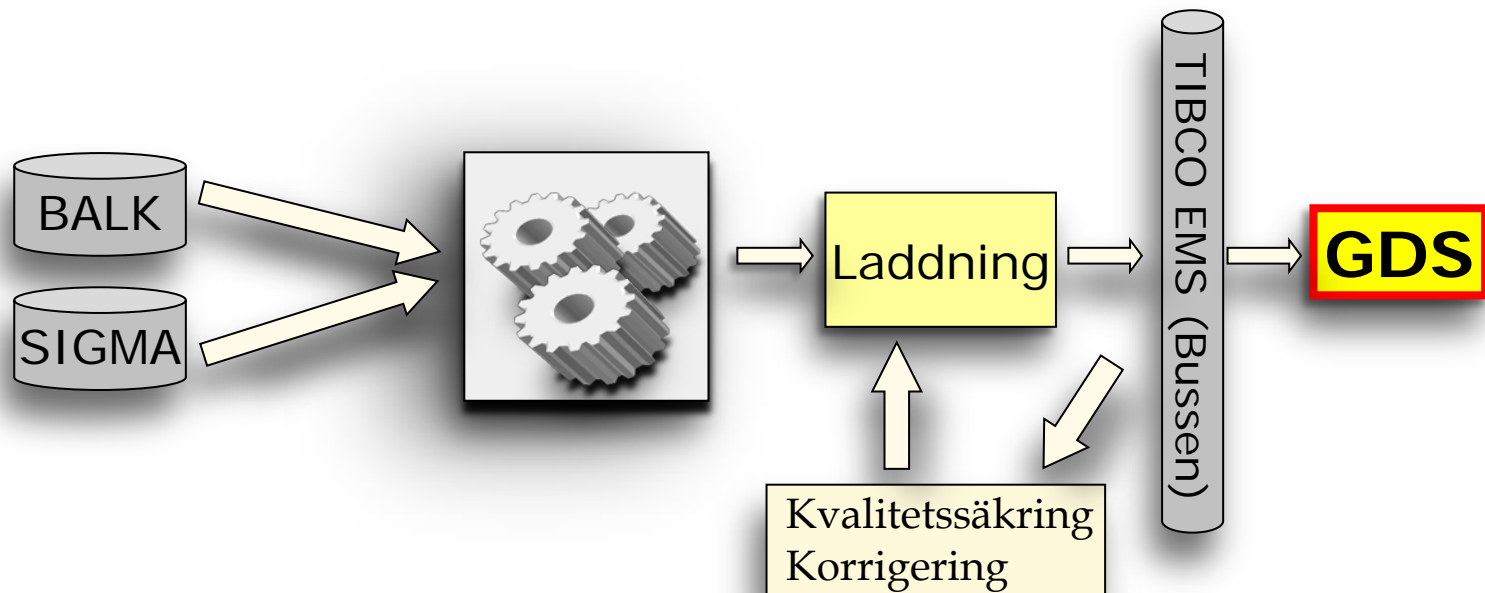 BALK
SIGMA
Laddning
TIBCO EMS (Bussen)
GDS
Kvalitetssäkring
Korrigering